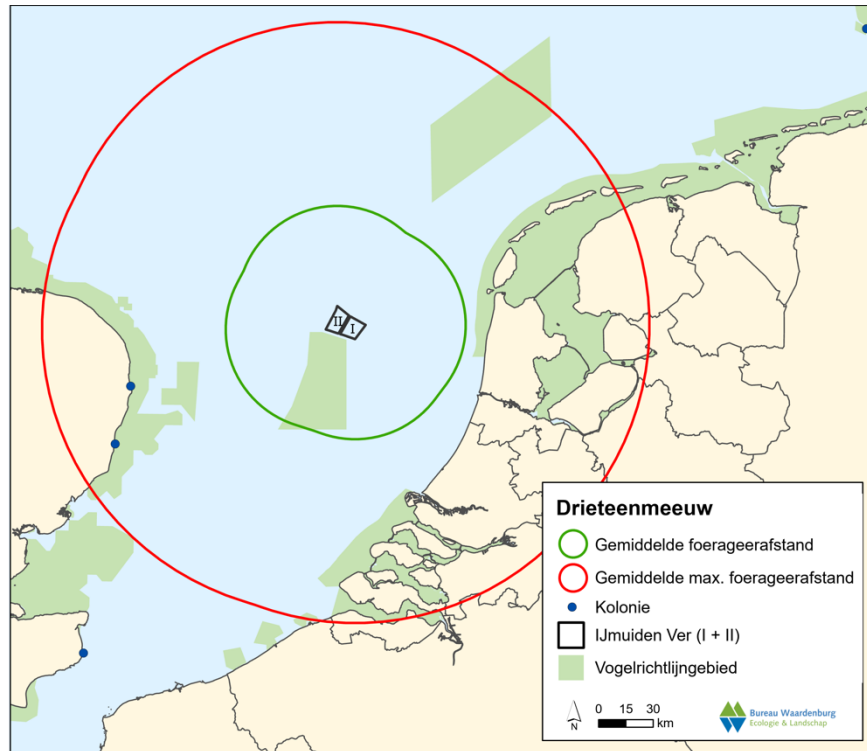 II I
Drieteenmeeuw
Gemiddelde foerageerafstand
Gemiddelde max. foerageerafstand
Kolonie
IJmuiden Ver (I + II)
Vogelrichtlijngebied
N
0 15 30
km
Bureau Waardenburg
Ecologie & Landschap